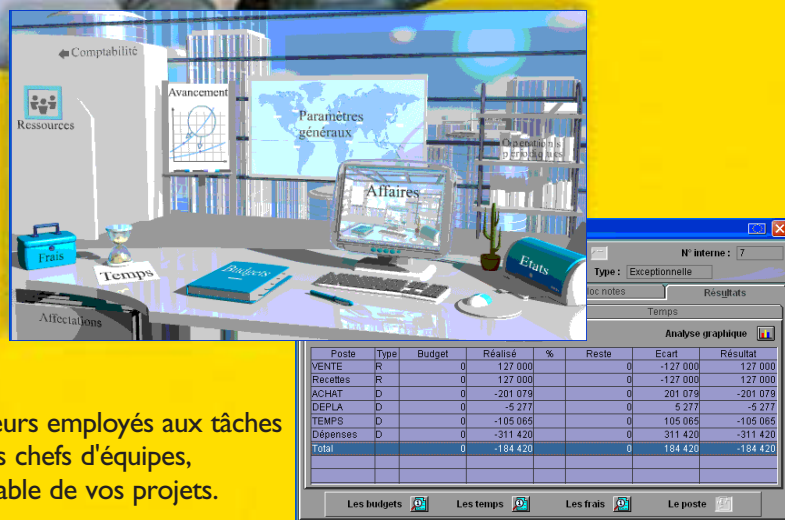 Comptabilité
Ressources
Avancement
Paramètres
généraux
Opérations
périodiques
Affaires
Frais
Temps
Budgets
Etats
Affectations
eurs employés aux tâches
s chefs d'équipes,
able de vos projets.
N° interne : 7
Type : Exceptionnelle
loc notes Résultats
Temps
Analyse graphique
Poste Type Budget Réalisé % Reste Ecart Résultat
VENTE R 0 127 000 0 -127 000 127 000
Recettes R 0 127 000 0 -127 000 127 000
ACHAT D 0 -201 079 0 201 079 -201 079
DEPLA D 0 -5 277 0 5 277 -5 277
TEMPS D 0 -105 065 0 105 065 -105 065
Dépenses D 0 -311 420 0 311 420 -311 420
Total 0 -184 420 0 184 420 -184 420
Les budgets Les temps Les frais Le poste